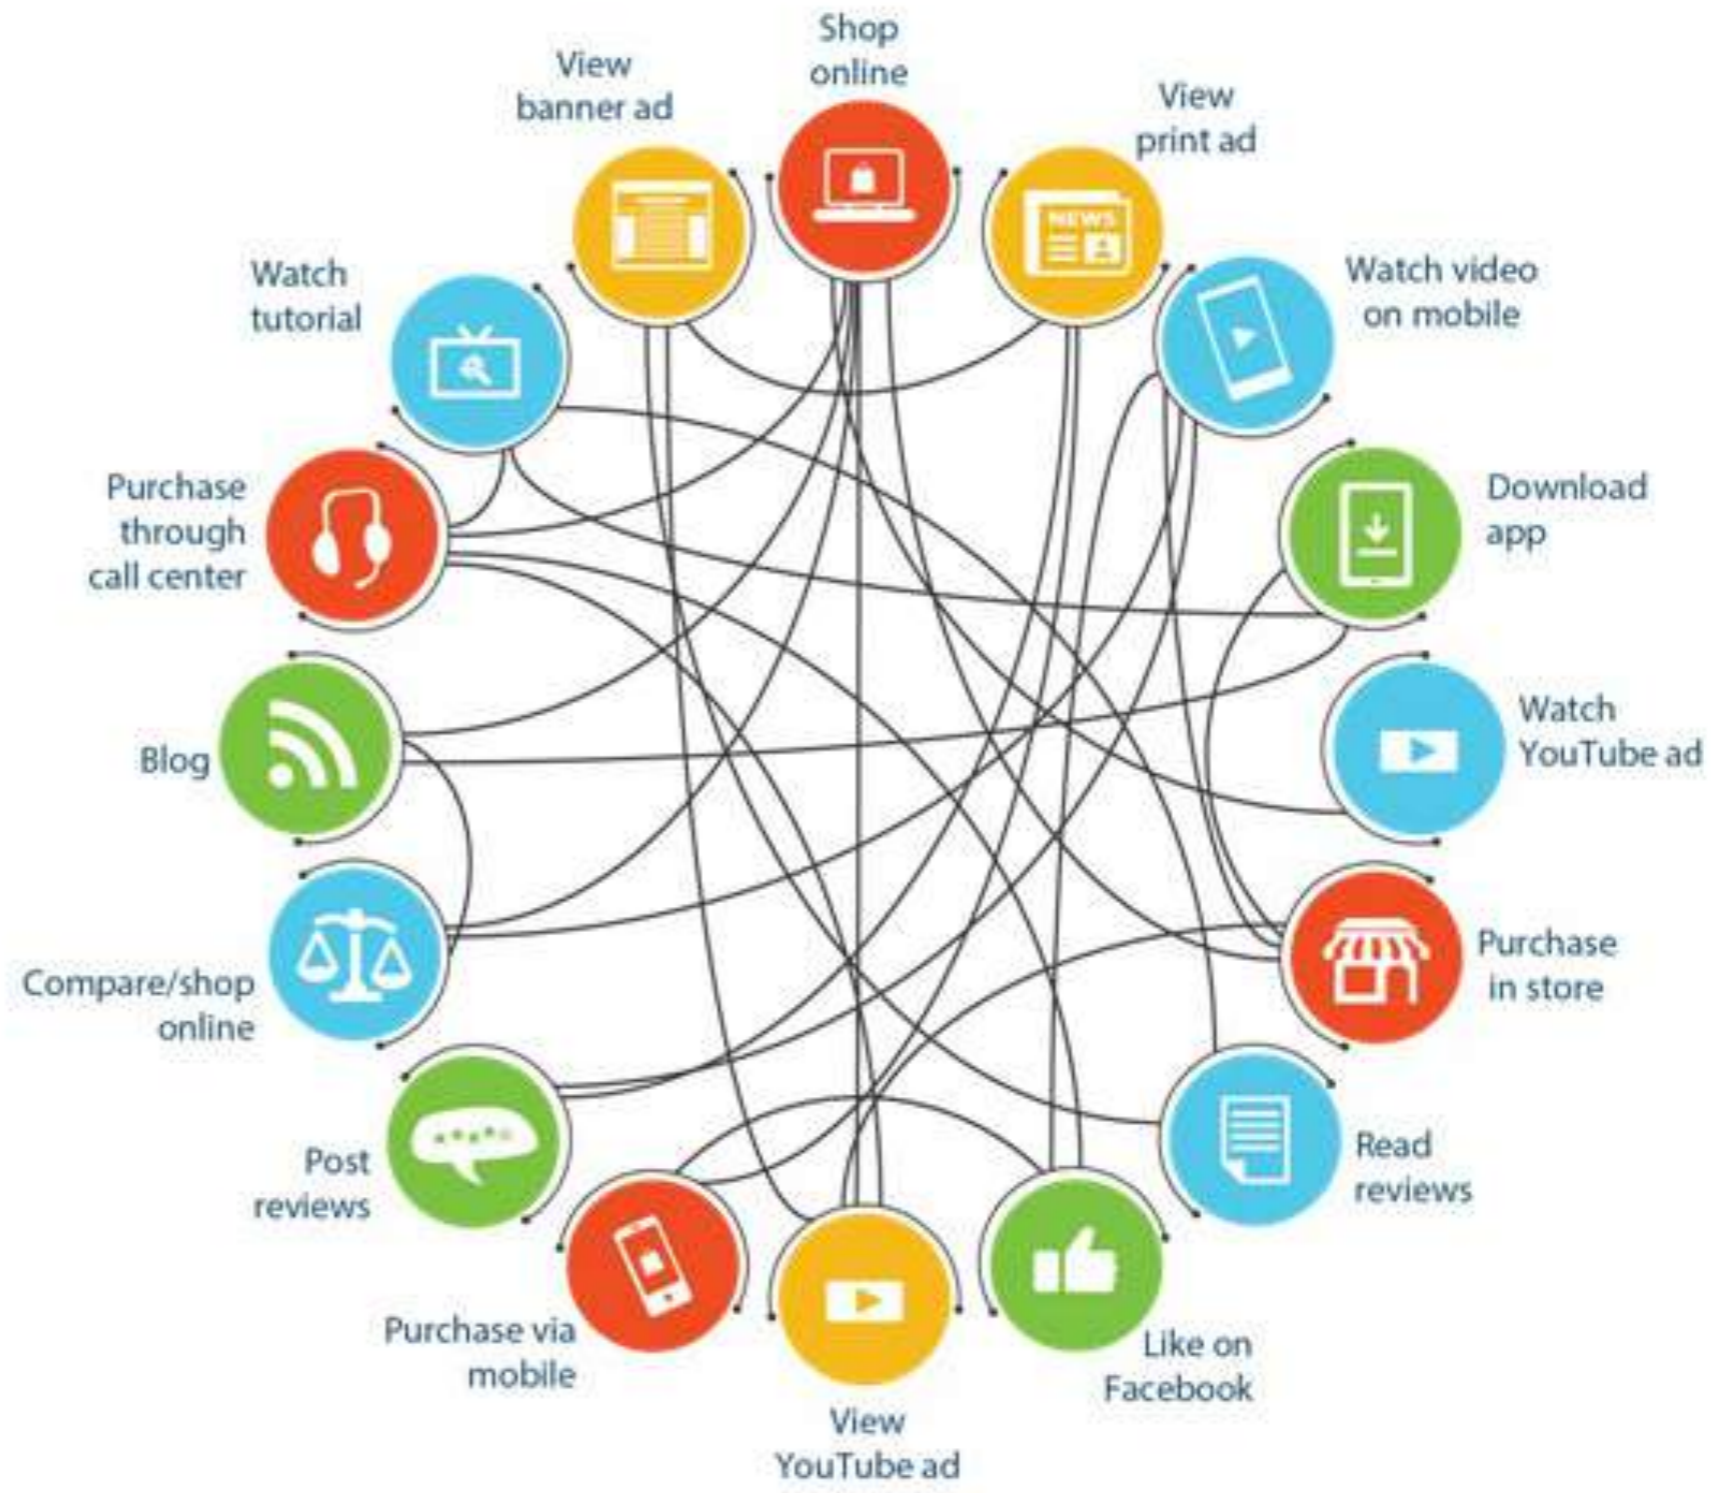 Shop
online
View
print ad
NEWS
Watch video
on mobile
Download
app
Watch
YouTube ad
Purchase
in store
Read
reviews
Like on
Facebook
View
YouTube ad
Purchase via
mobile
Post
reviews
Compare/shop
online
Blog
Purchase
through
call center
Watch
tutorial
View
banner ad